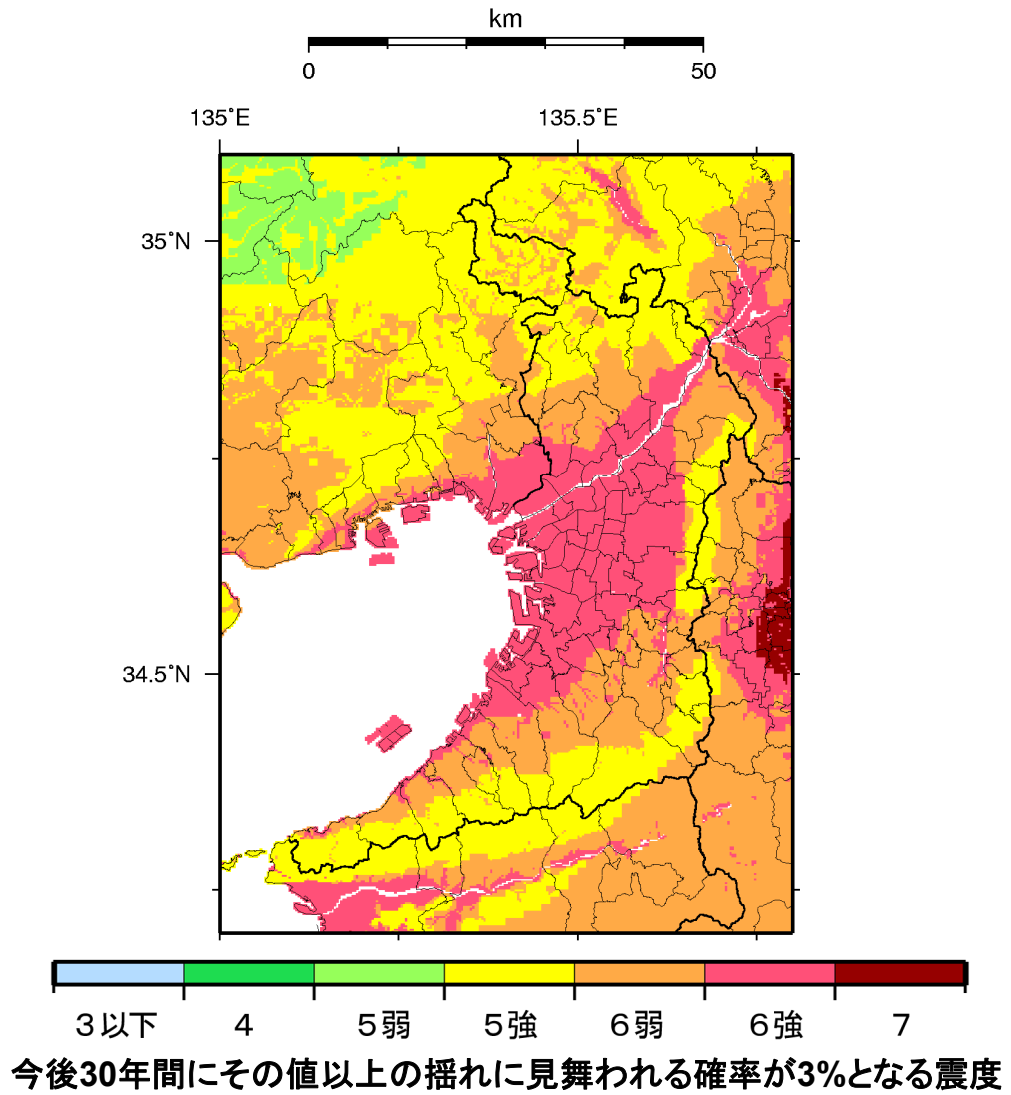 km
0 50
135˚E 135.5˚E
35˚N
34.5˚N
３以下 ４ ５弱 ５強 ６弱 ６強 ７
今後30年間にその値以上の揺れに見舞われる確率が3%となる震度